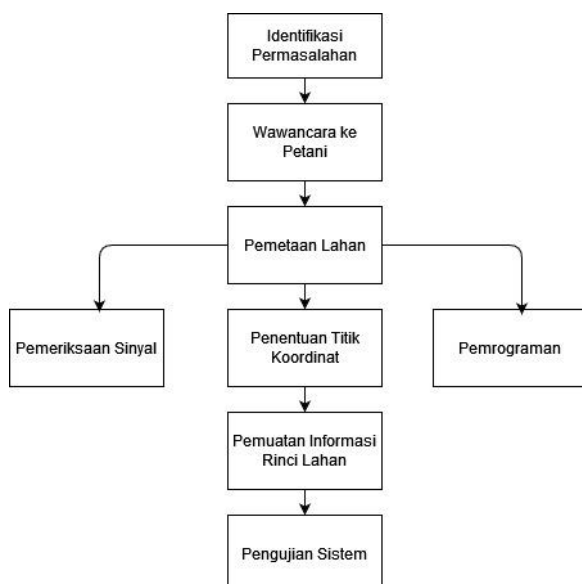 Identifikasi
Permasalahan
Wawancara ke
Petani
Pemetaan Lahan
Pemeriksaan Sinyal
Penentuan Titik
Koordinat
Pemrograman
Pemuatan Informasi
Rinci Lahan
Pengujian Sistem